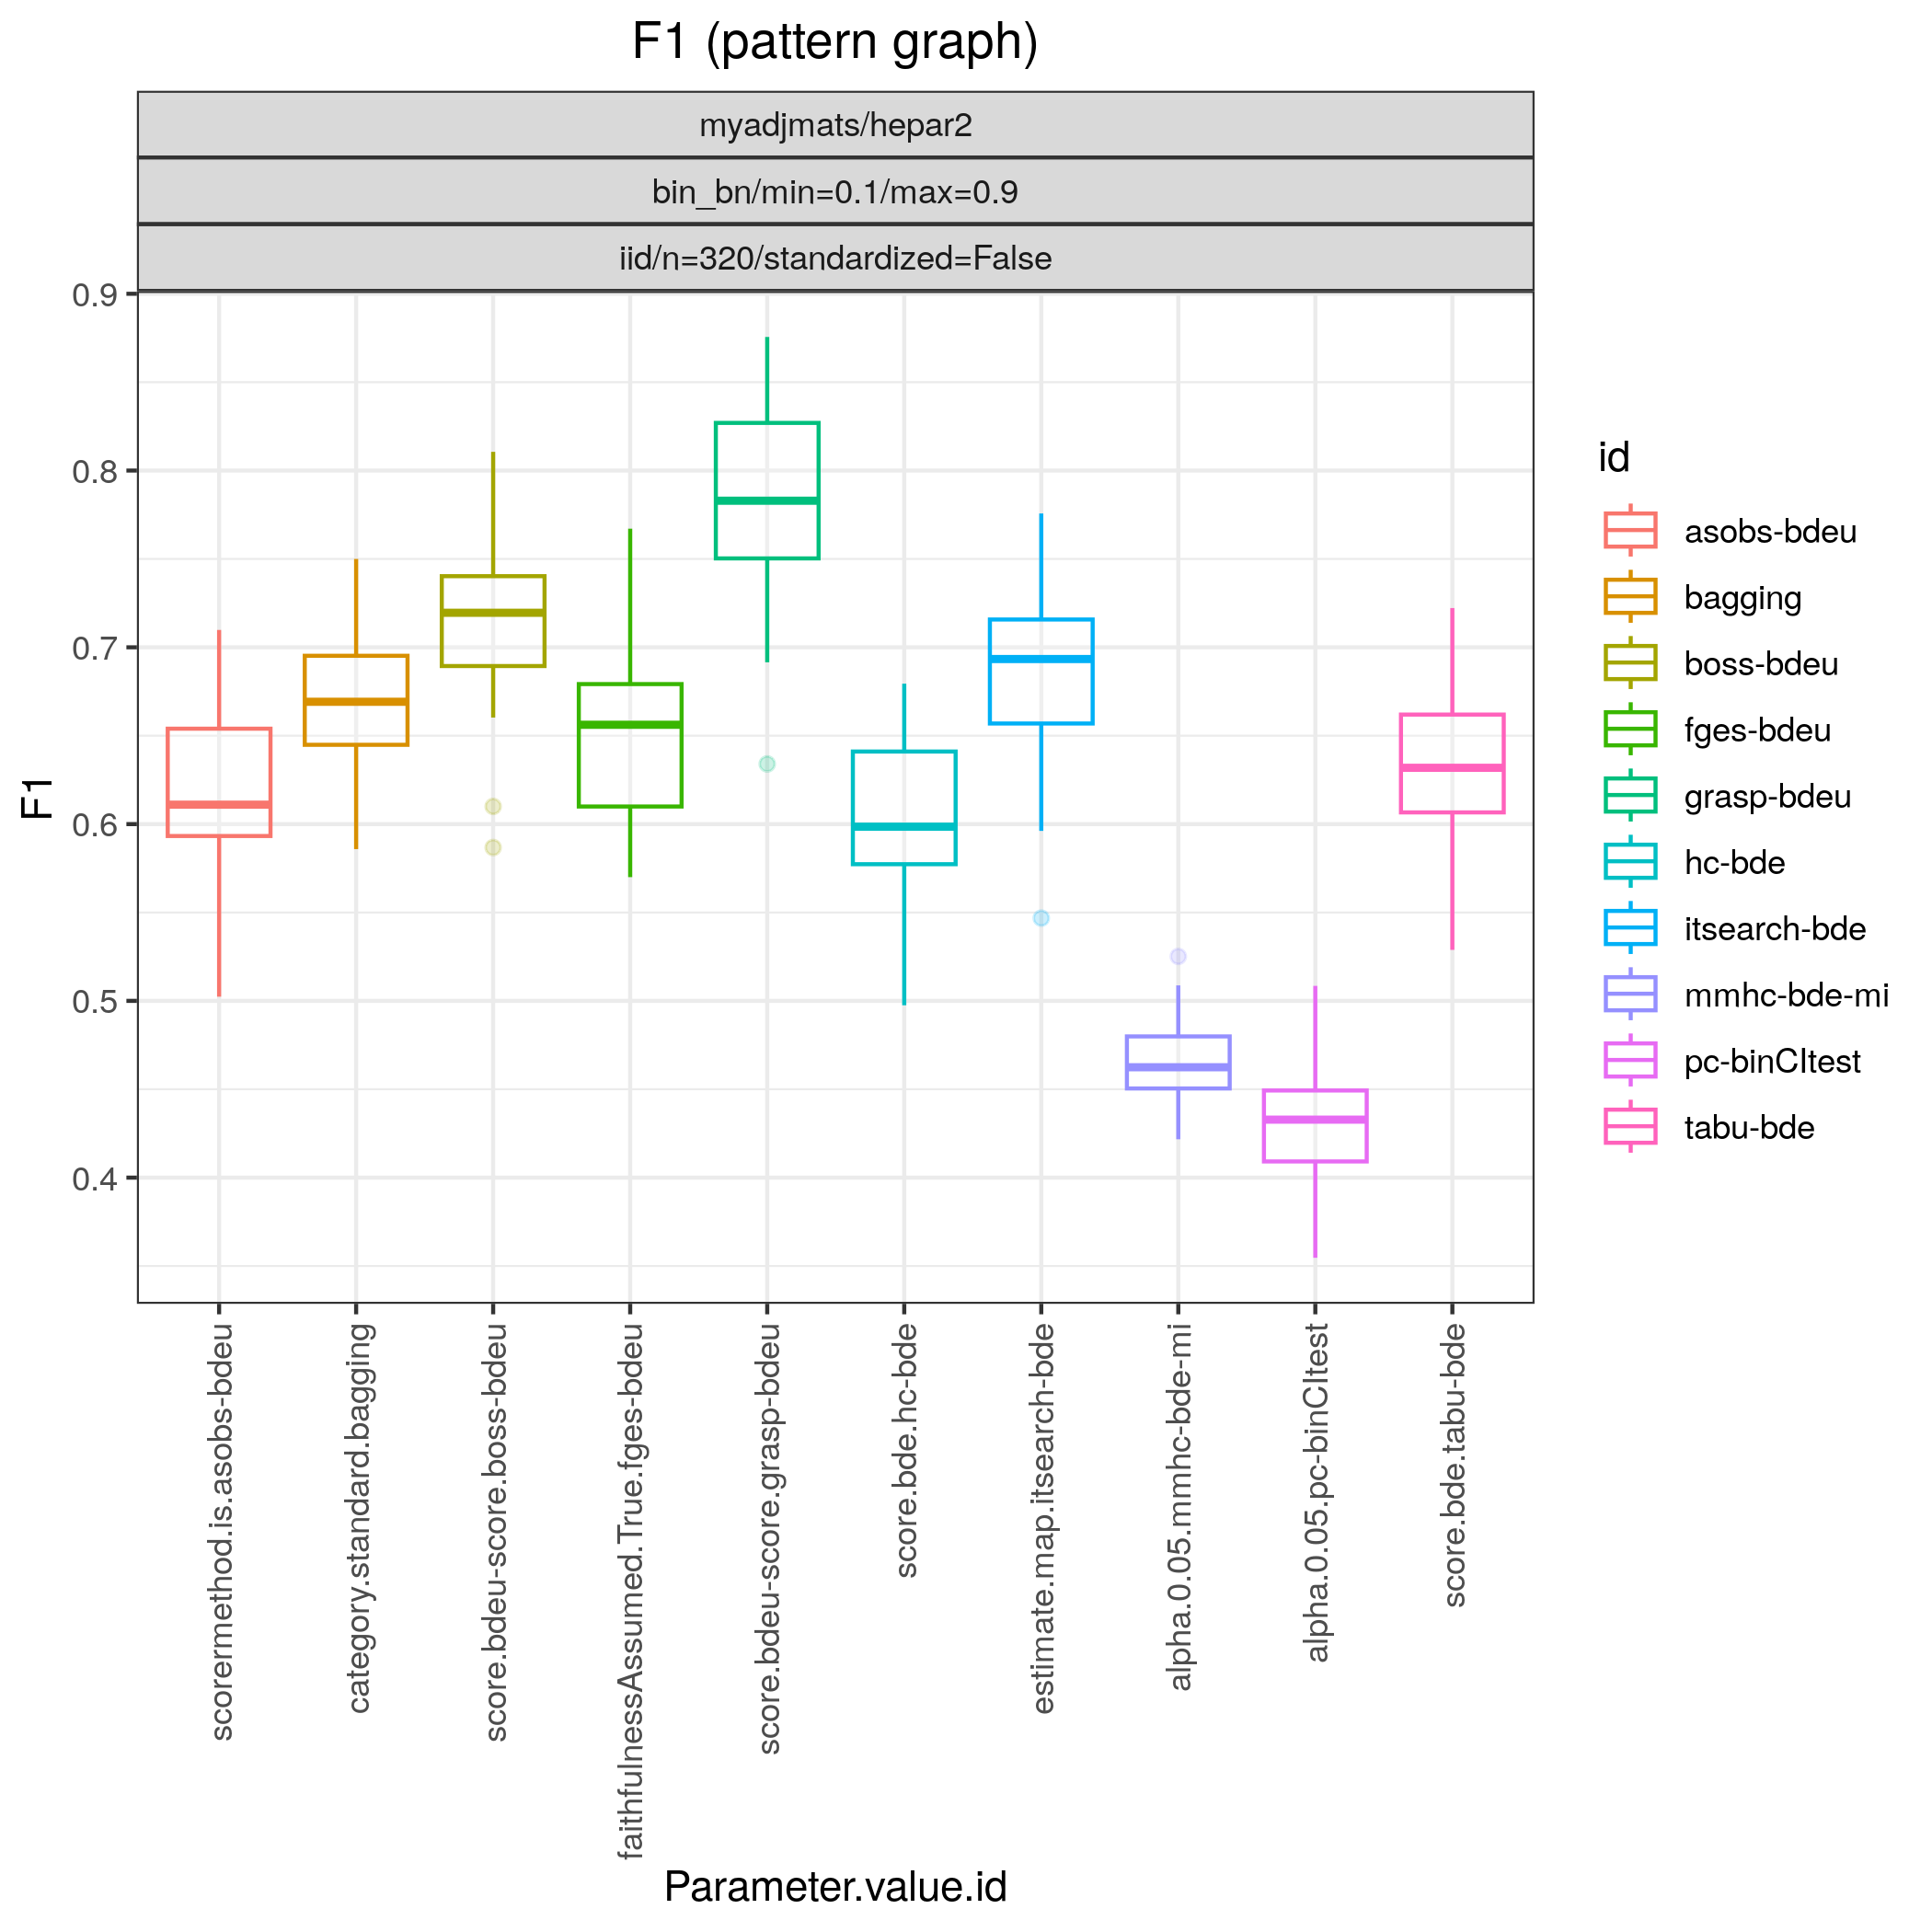 F1 (pattern graph)
myadjmats/hepar2
bin_bn/min=0.1/max=0.9
iid/n=320/standardized=False
0.9
0.8
0.7
0.6
0.5
0.4
F1
scorermethod.is.asobs-bdeu
category.standard.bagging
score.bdeu-score.boss-bdeu
faithfulnessAssumed.True.fges-bdeu
score.bdeu-score.grasp-bdeu
score.bde.hc-bde
estimate.map.itsearch-bde
alpha.0.05.mmhc-bde-mi
alpha.0.05.pc-binCItest
score.bde.tabu-bde
Parameter.value.id
id
asobs-bdeu
bagging
boss-bdeu
fges-bdeu
grasp-bdeu
hc-bde
itsearch-bde
mmhc-bde-mi
pc-binCItest
tabu-bde